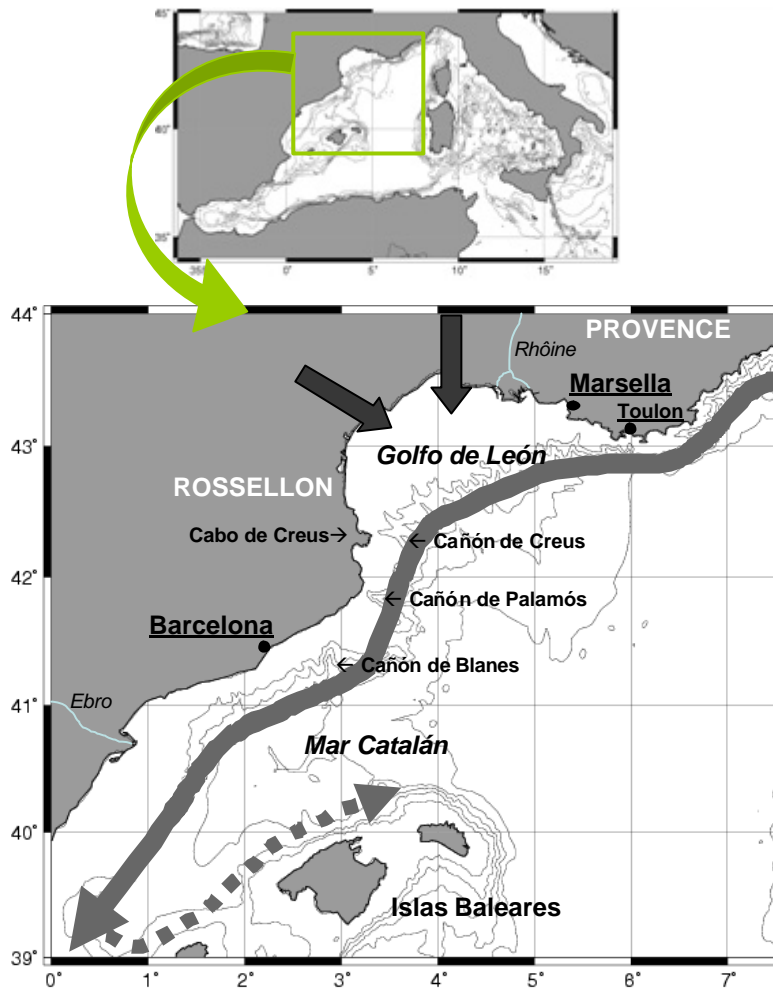 45°
40°
35°
355°
0°
5°
10°
15°
44°
43°
42°
41°
40°
39°
PROVENCE
Rhôine
Marsella
Toulon
Golfo de León
ROSSELLON
Cabo de Creus→
← Cañón de Creus
← Cañón de Palamós
Barcelona
← Cañón de Blanes
Ebro
Mar Catalán
Islas Baleares
0° 1° 2° 3° 4° 5° 6° 7°